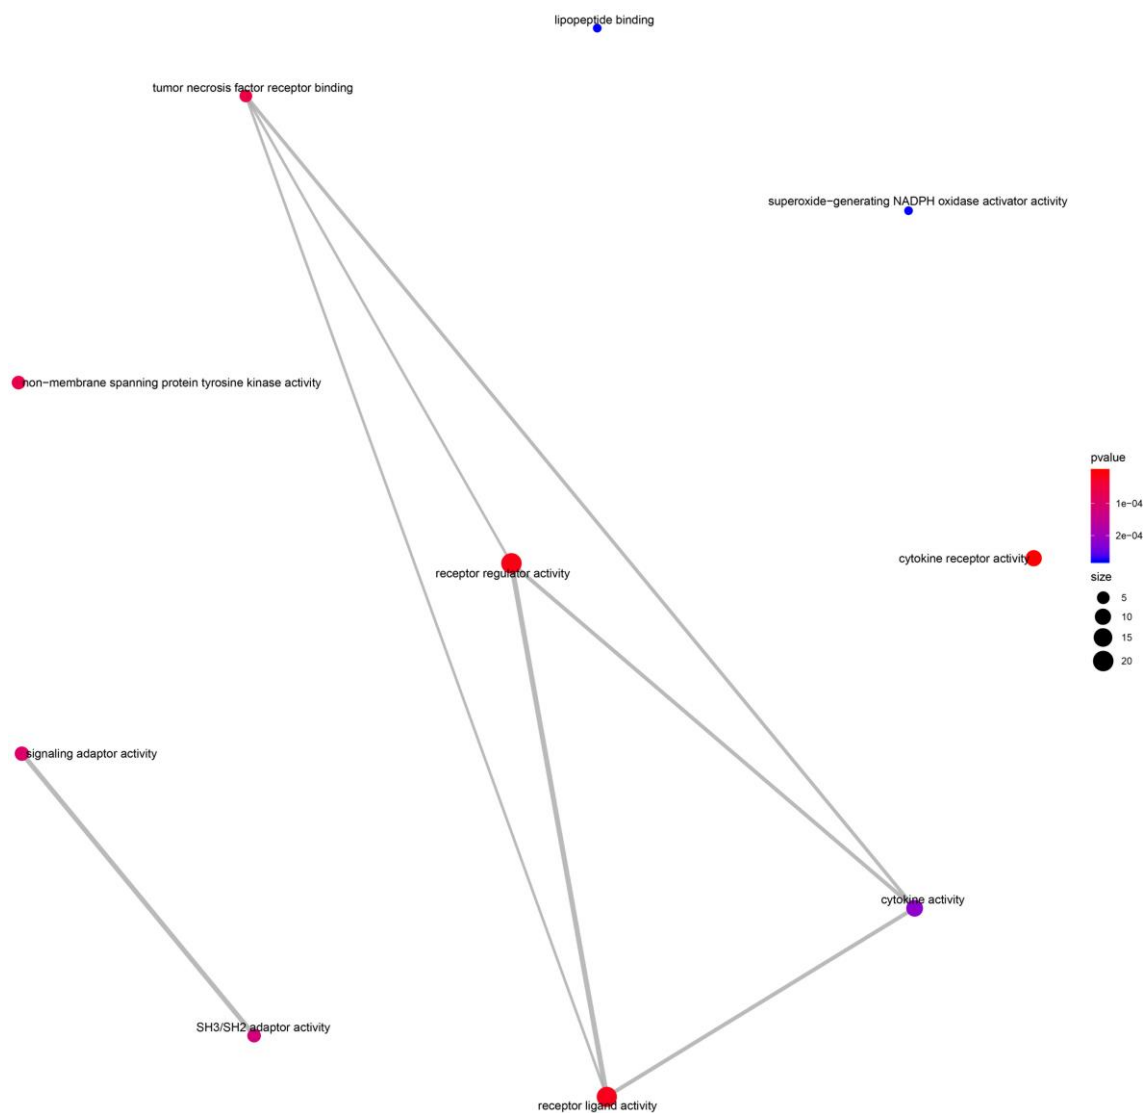 lipopeptide binding
tumor necrosis factor receptor binding
superoxide−generating NADPH oxidase activator activity
non−membrane spanning protein tyrosine kinase activity
pvalue
1e−04
2e−04
cytokine receptor activity
receptor regulator activity
size
5
10
15
20
signaling adaptor activity
cytokine activity
SH3/SH2 adaptor activity
receptor ligand activity